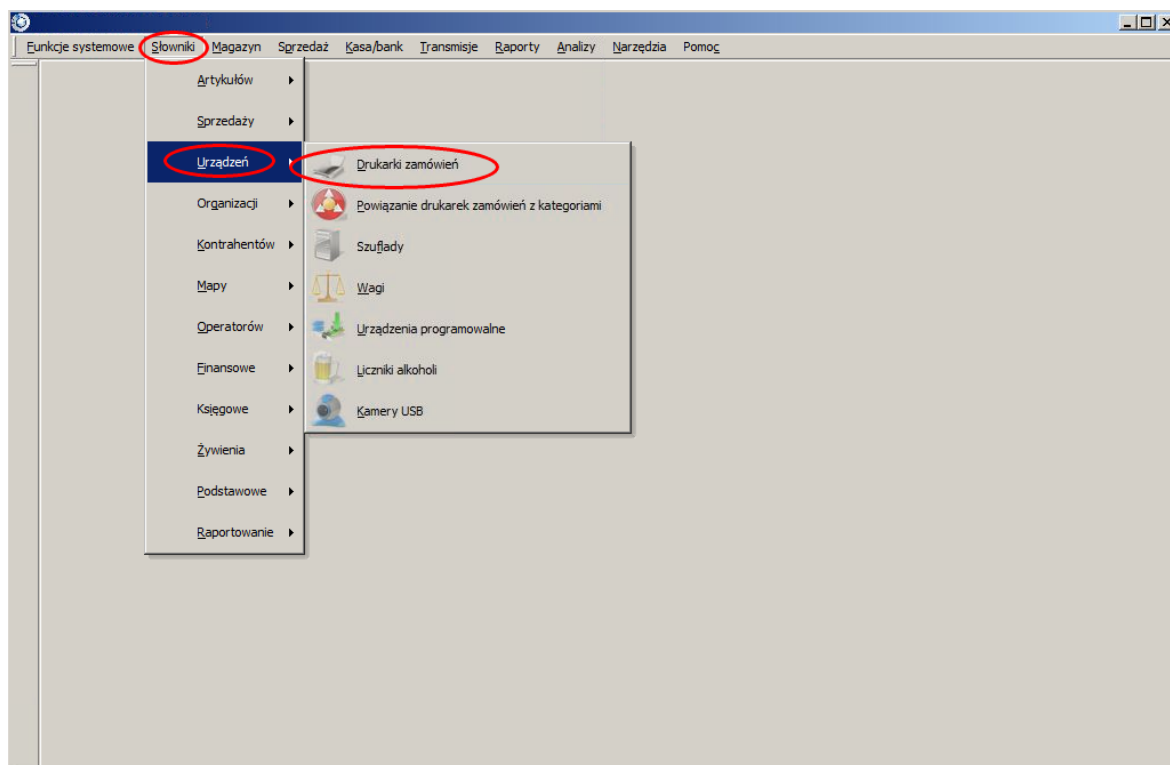 Funkcje systemowe Słowniki Magazyn Sprzedaż Kasa/bank Transmisje Raporty Analizy Narzędzia Pomoc
Artykułów
Sprzedaży
Urządzeń
Organizacji
Kontrahentów
Mapy
Operatorów
Finansowe
Księgowe
Żywienia
Podstawowe
Raportowanie
Drukarki zamówień
Powiązanie drukarek zamówień z kategoriami
Szuflady
Wagi
Urządzenia programowalne
Liczniki alkoholi
Kamery USB